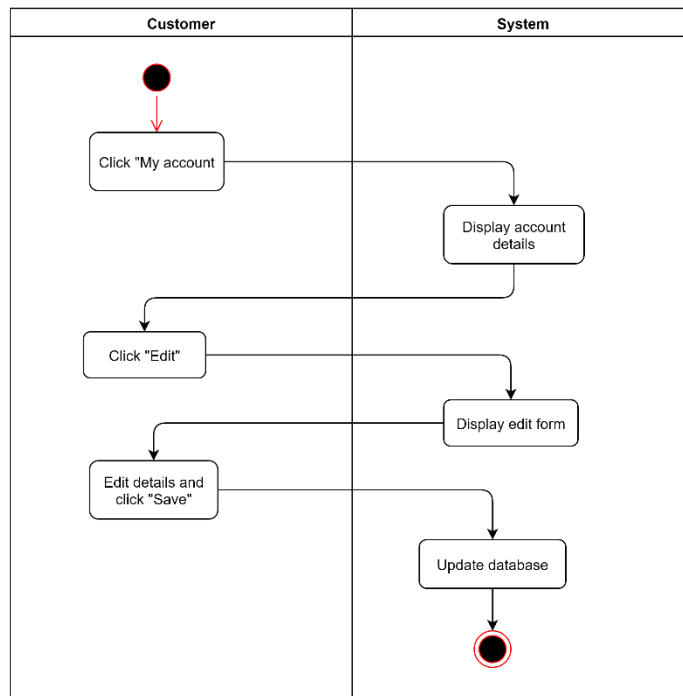 Customer
System
Click "My account
Display account
details
Click "Edit"
Display edit form
Edit details and
click "Save"
Update database